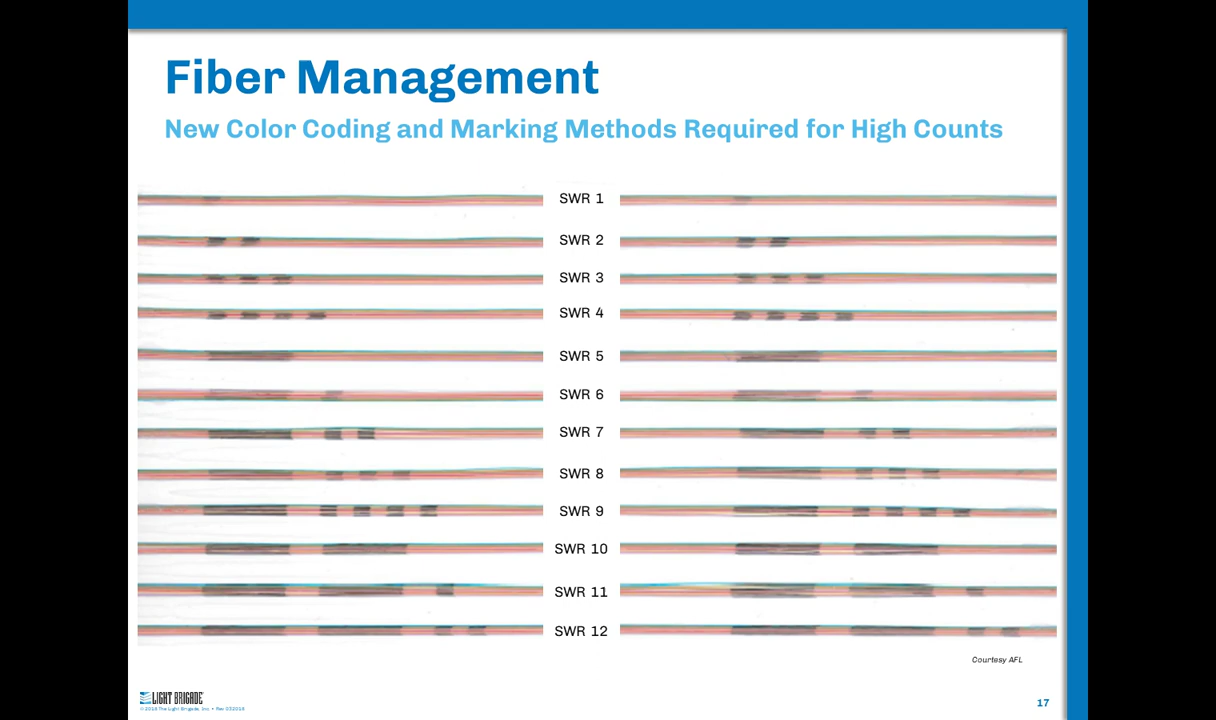 Fiber Management
New Color Coding and Marking Methods Required for High Counts
SWR 1
SWR 2
SWR 3
SWR 4
SWR 5
SWR 6
SWR 7
SWR 8
SWR 9
SWR 10
SWR 11
SWR 12
Courtesy AFL
LIGHT BRIGADE
17